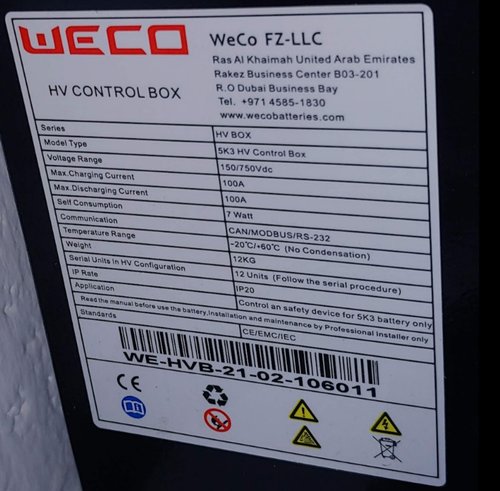 WECO
WeCo FZ-LLC
Ras Al Khaimah United Arab Emirates
Rakez Business Center B03-201
R.O Dubai Business Bay
Tel. +971 4585-1830
www.wecobatteries.com
HV CONTROL BOX
Series HV BOX
Model Type 5K3 HV Control Box
Voltage Range 150/750Vdc
Max.Charging Current 100A
Max.Discharging Current 100A
Self Consumption 7 Watt
Communication CAN/MODBUS/RS-232
Temperature Range -20℃/+60℃ (No Condensation)
Weight 12KG
Serial Units in HV Configuration 12 Units (Follow the serial procedure)
IP Rate IP20
Application Control an safety device for 5K3 battery only
Read the manual before use the battery,Installation and maintenance by Professional installer only
Standards CE/EMC/IEC
WE-HVB-21-02-106011
CE